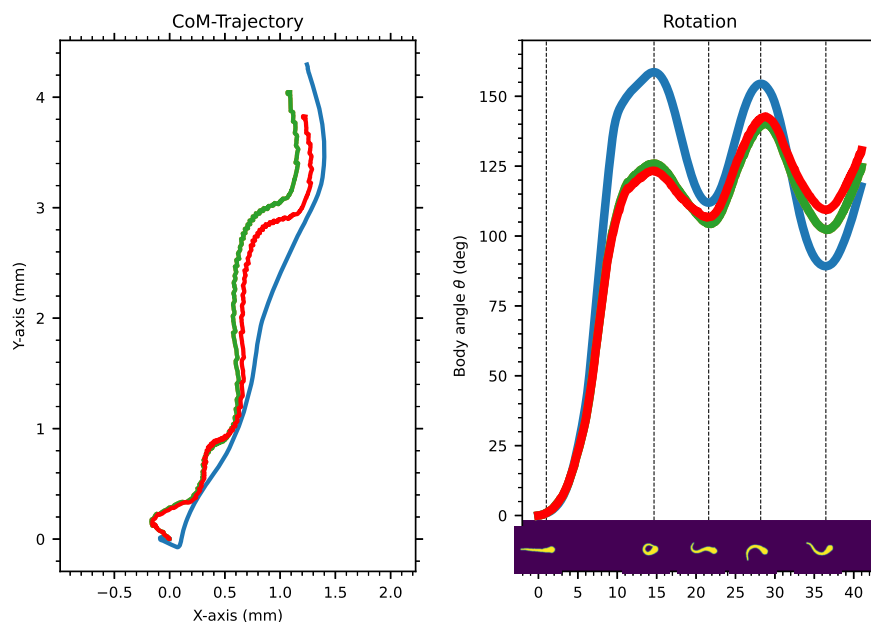 CoM-Trajectory
Y-axis (mm)
4
3
2
1
0
−0.5 0.0 0.5 1.0 1.5 2.0
X-axis (mm)
Rotation
Body angle θ (deg)
150
125
100
75
50
25
0
0 5 10 15 20 25 30 35 40